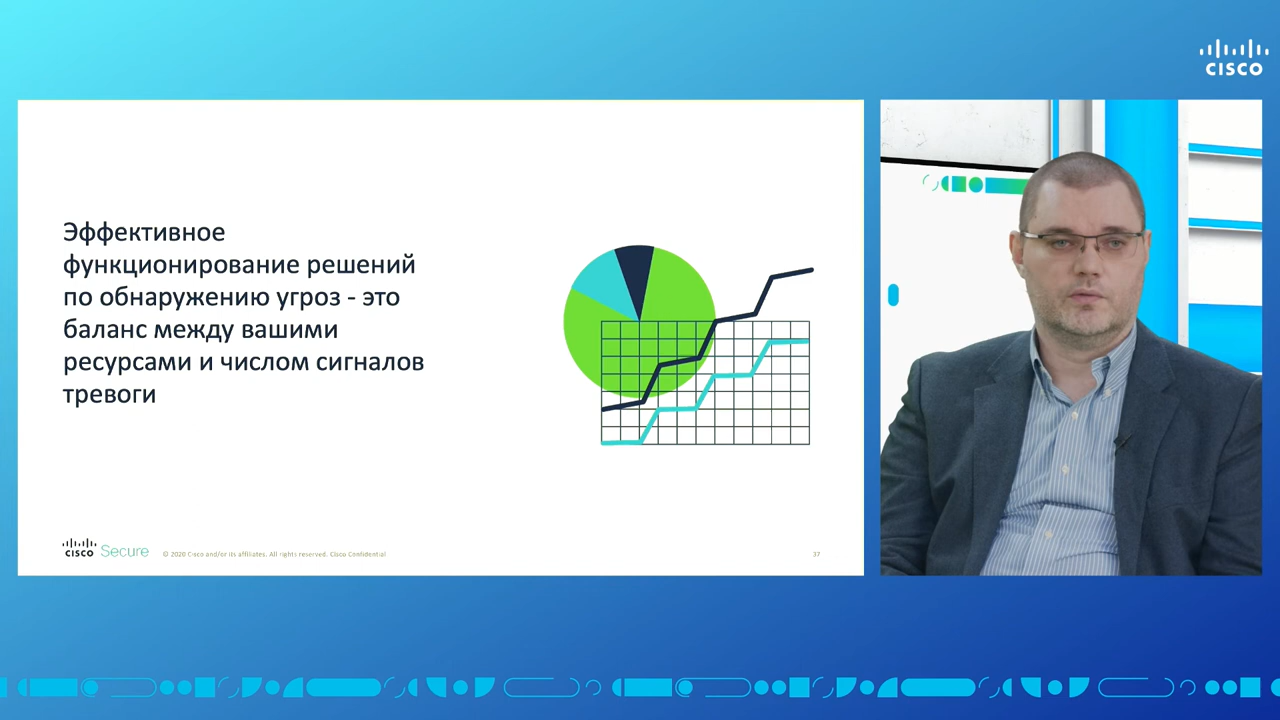 CISCO
Эффективное
функционирование решений
по обнаружению угроз - это
баланс между вашими
ресурсами и числом сигналов
тревоги
CISCO Secure © 2020 Cisco and/or its affiliates. All rights reserved. Cisco Confidential 37